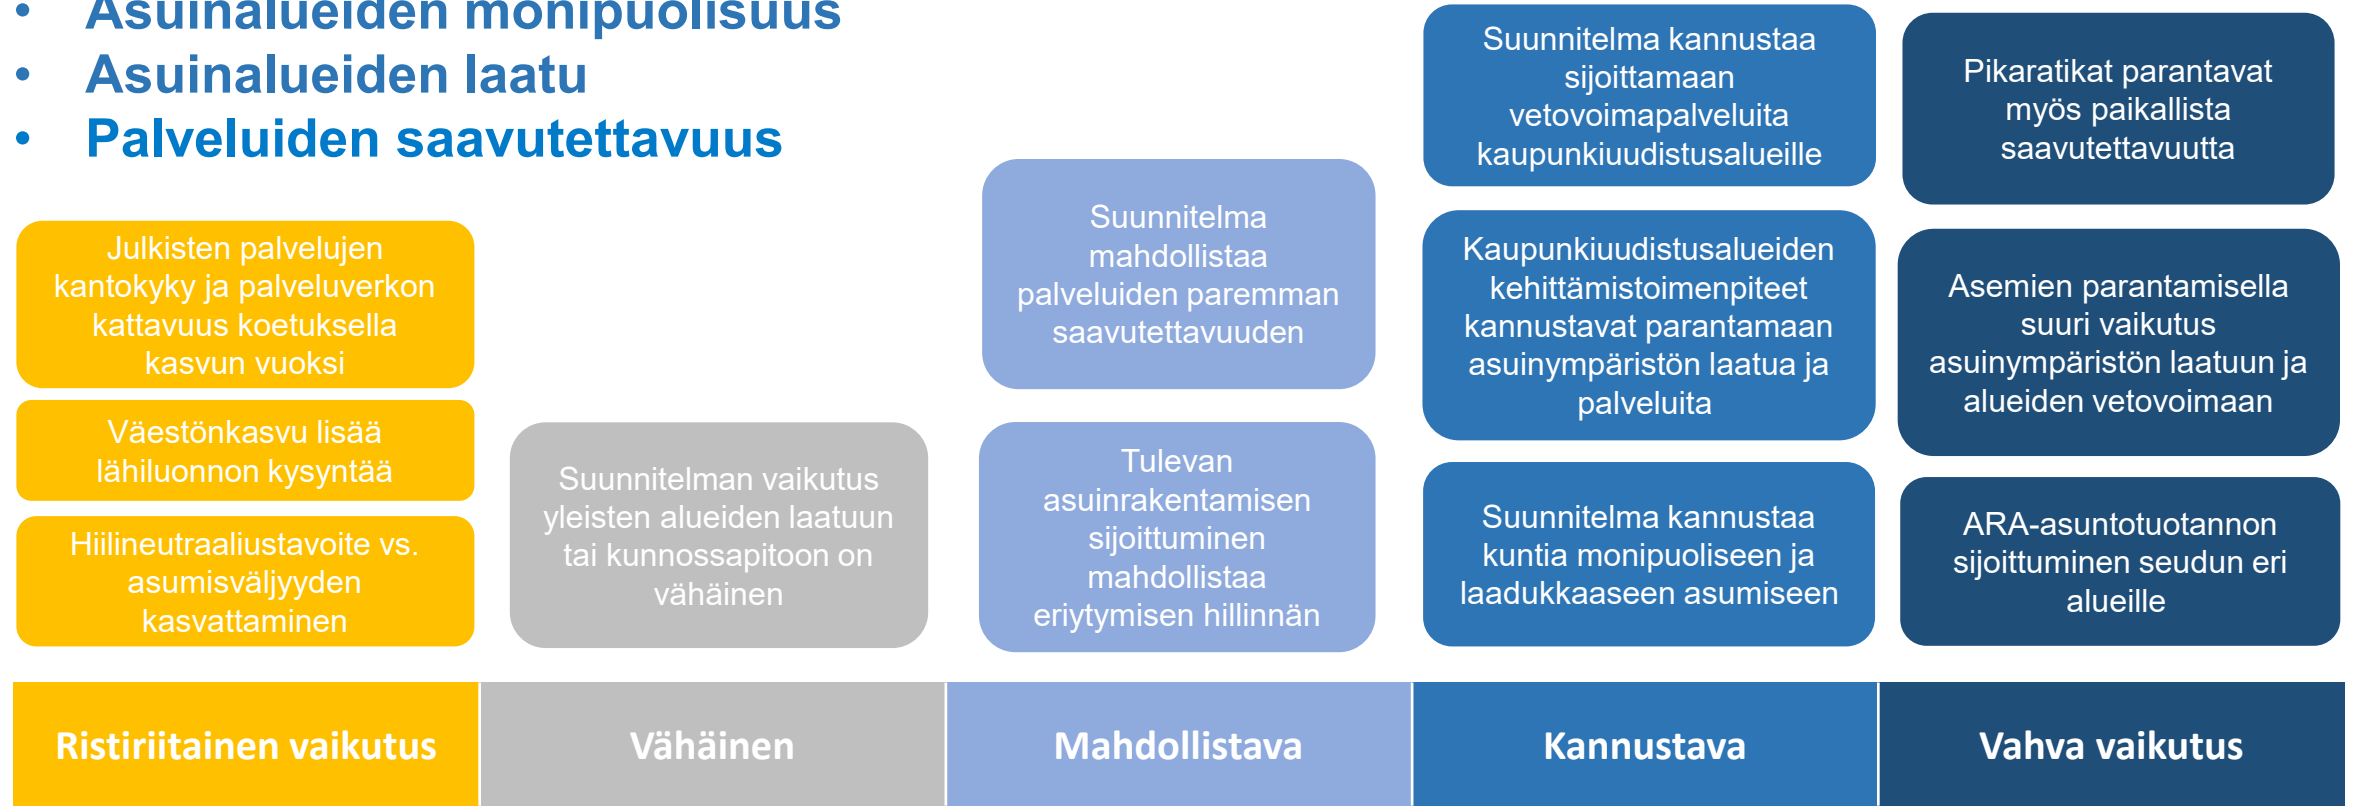 • Asuinalueiden monipuolisuus
• Asuinalueiden laatu
• Palveluiden saavutettavuus
Julkisten palvelujen
kantokyky ja palveluverkon
kattavuus koetuksella
kasvun vuoksi
Väestönkasvu lisää
lähiluonnon kysyntää
Hiilineutraaliustavoite vs.
asumisväljyyden
kasvattaminen
Suunnitelman vaikutus
yleisten alueiden laatuun
tai kunnossapitoon on
vähäinen
Suunnitelma
mahdollistaa
palveluiden paremman
saavutettavuuden
Tulevan
asuinrakentamisen
sijoittuminen
mahdollistaa
eriytymisen hillinnän
Suunnitelma kannustaa
sijoittamaan
vetovoimapalveluita
kaupunkiuudistusalueille
Kaupunkiuudistusalueiden
kehittämistoimenpiteet
kannustavat parantamaan
asuinympäristön laatua ja
palveluita
Suunnitelma kannustaa
kuntia monipuoliseen ja
laadukkaaseen asumiseen
Pikaratikat parantavat
myös paikallista
saavutettavuutta
Asemien parantamisella
suuri vaikutus
asuinympäristön laatuun ja
alueiden vetovoimaan
ARA-asuntotuotannon
sijoittuminen seudun eri
alueille
Ristiriitainen vaikutus
Vähäinen
Mahdollistava
Kannustava
Vahva vaikutus